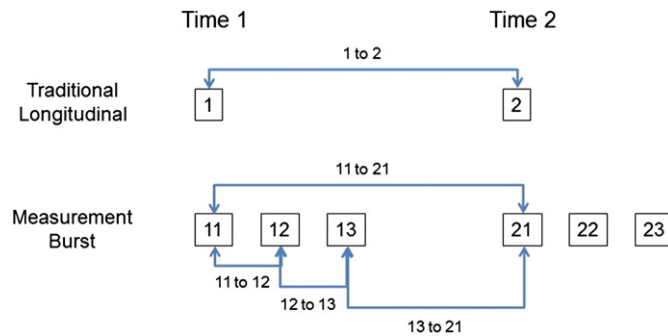 Time 1 Time 2
1 to 2
Traditional
Longitudinal
1 2
11 to 21
Measurement
Burst
11 12 13 21 22 23
11 to 12
12 to 13
13 to 21